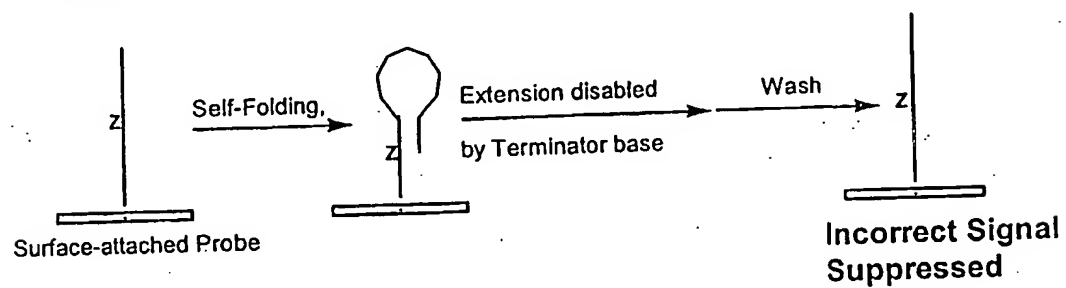 Z
Surface-attached Probe
Self-Folding,
Z
Extension disabled
by Terminator base
Wash
Z
Incorrect Signal
Suppressed